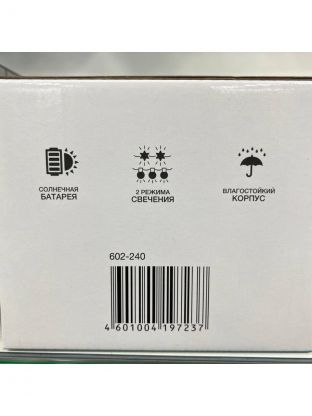 СОЛНЕЧНАЯ
БАТАРЕЯ
2 РЕЖИМА
СВЕЧЕНИЯ
ВЛАГОСТОЙКИЙ
КОРПУС
602-240
4 601004 197237